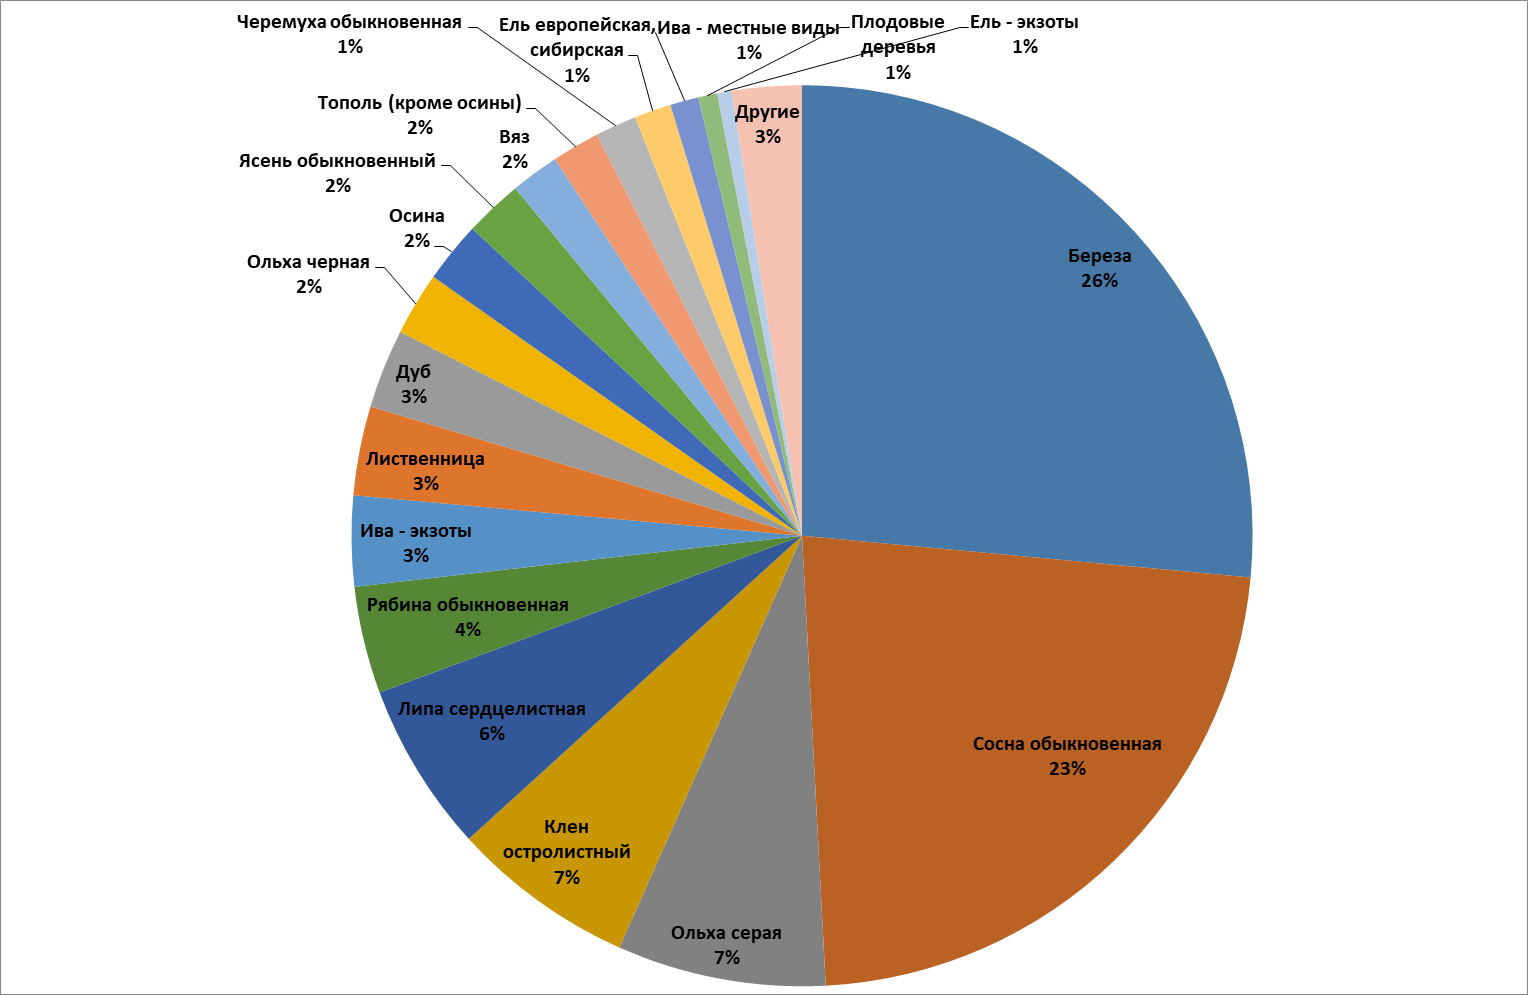 Черемуха обыкновенная
1%
Ель европейская,
сибирская
1%
Ива - местные виды
1%
Плодовые
деревья
1%
Ель - экзоты
1%
Тополь (кроме осины)
2%
Вяз
2%
Ясень обыкновенный
2%
Осина
2%
Ольха черная
2%
Другие
3%
Береза
26%
Дуб
3%
Лиственница
3%
Ива - экзоты
3%
Рябина обыкновенная
4%
Липа сердцелистная
6%
Клен
остролистный
7%
Ольха серая
7%
Сосна обыкновенная
23%